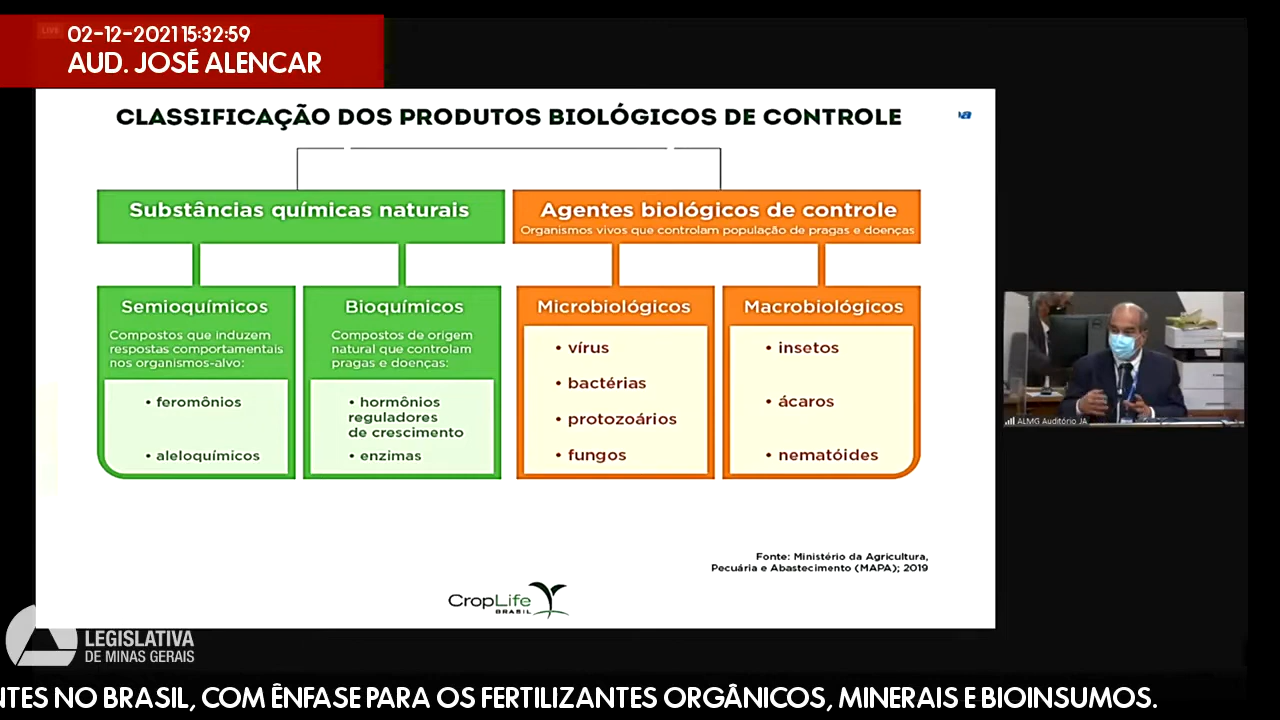 LIVE
02-12-2021 15:32:59
AUD. JOSÉ ALENCAR
CLASSIFICAÇÃO DOS PRODUTOS BIOLÓGICOS DE CONTROLE
Substâncias químicas naturais
Agentes biológicos de controle
Organismos vivos que controlam população de pragas e doenças
Semioquímicos
Compostos que induzem
respostas comportamentais
nos organismos-alvo:
• feromônios
• aleloquímicos
Bioquímicos
Compostos de origem
natural que controlam
pragas e doenças:
• hormônios
reguladores
de crescimento
• enzimas
Microbiológicos
• vírus
• bactérias
• protozoários
• fungos
Macrobiológicos
• insetos
• ácaros
• nematóides
Fonte: Ministério da Agricultura,
Pecuária e Abastecimento (MAPA); 2019
CropLife
BRASIL
ALMG Auditório JA
LEGISLATIVA
DE MINAS GERAIS
NTES NO BRASIL, COM ÊNFASE PARA OS FERTILIZANTES ORGÂNICOS, MINERAIS E BIOINSUMOS.